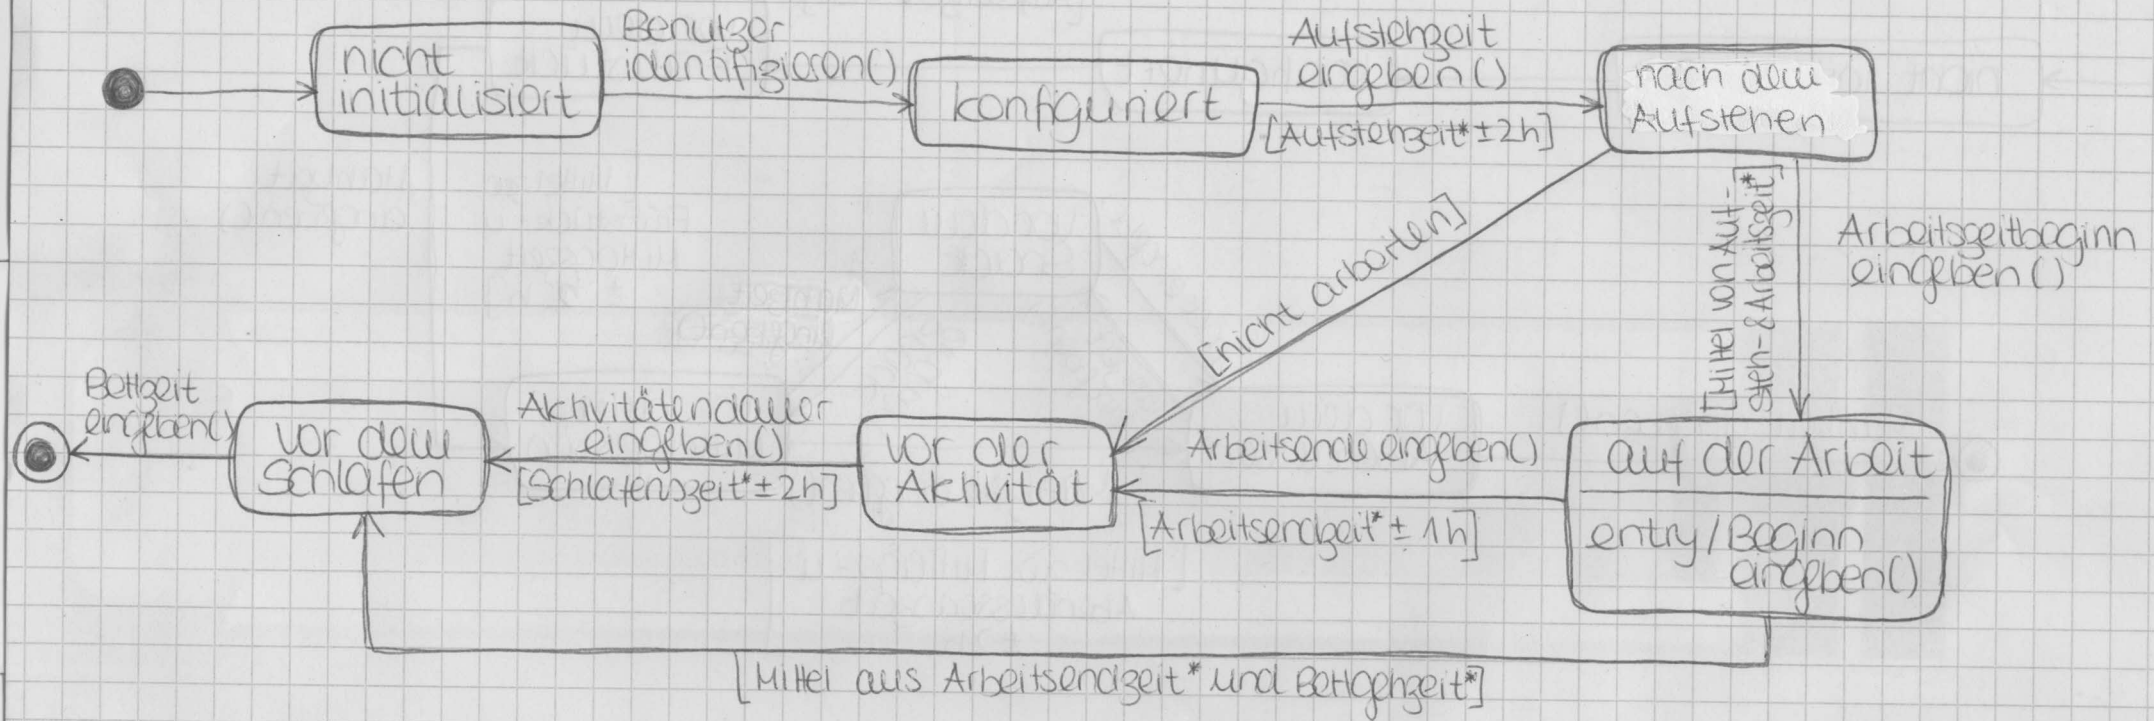 nicht
initialisiert
Benutzer
identifizieren()
konfiguriert
Aufstehzeit
eingeben()
[Aufstehzeit*±2h]
nach dem
Aufstehen
[nicht arbeiten]
[Mittel von Auf-
steh- & Arbeitszeit*]
Arbeitszeitbeginn
eingeben()
Bettzeit
eingeben()
vor dem
Schlafen
Aktivitätendauer
eingeben()
[Schlafenszeit*±2h]
vor der
Aktivität
Arbeitsende eingeben()
[Arbeitsendzeit*± 1h]
auf der Arbeit
entry/Beginn
eingeben()
[Mittel aus Arbeitsendzeit* und Bettgehzeit*]